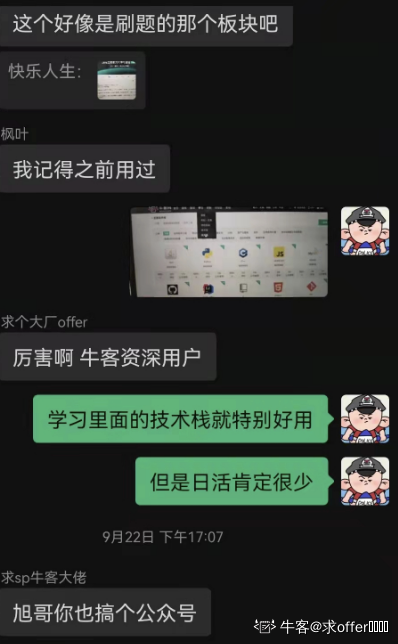 这个好像是刷题的那个板块吧
快乐人生：
枫叶
我记得之前用过
求个大厂offer
厉害啊 牛客资深用户
学习里面的技术栈就特别好用
但是日活肯定很少
9月22日 下午17:07
求sp牛客大佬
旭哥你也搞个公众号
牛客@求offer